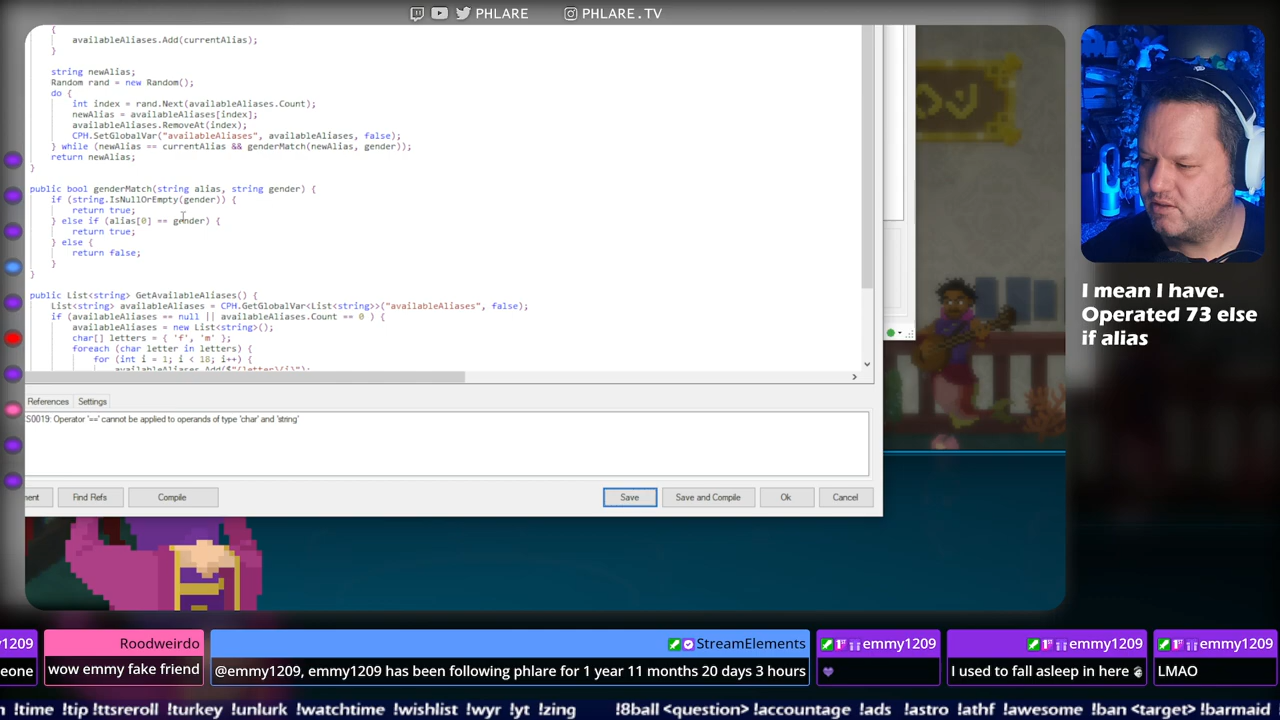 PHLARE PHLARE.TV
{
availableAliases.Add(currentAlias);
}
string newAlias;
Random rand = new Random();
do {
int index = rand.Next(availableAliases.Count);
newAlias = availableAliases[index];
availableAliases.RemoveAt(index);
CPH.SetGlobalVar("availableAliases", availableAliases, false);
} while (newAlias == currentAlias && genderMatch(newAlias, gender));
return newAlias;
}
public bool genderMatch(string alias, string gender) {
if (string.IsNullOrEmpty(gender)) {
return true;
} else if (alias[0] == gender) {
return true;
} else {
return false;
}
}
public List<string> GetAvailableAliases() {
List<string> availableAliases = CPH.GetGlobalVar<List<string>>("availableAliases", false);
if (availableAliases == null || availableAliases.Count == 0 ) {
availableAliases = new List<string>();
char[] letters = { 'f', 'm' };
foreach (char letter in letters) {
for (int i = 1; i < 18; i++) {
availableAliases.Add($"{letter}{i}");
References Settings
S0019: Operator '==' cannot be applied to operands of type 'char' and 'string'
ment Find Refs Compile Save Save and Compile Ok Cancel
I mean I have.
Operated 73 else
if alias
Roodweirdo StreamElements emmy1209 emmy1209 emmy1209
eone wow emmy fake friend @emmy1209, emmy1209 has been following phlare for 1 year 11 months 20 days 3 hours I used to fall asleep in here LMAO
n !time !tip !ttsreroll !turkey !unlurk !watchtime !wishlist !wyr !yt !zing !8ball <question> !accountage !ads !astro !athf !awesome !ban <target> !barmaid